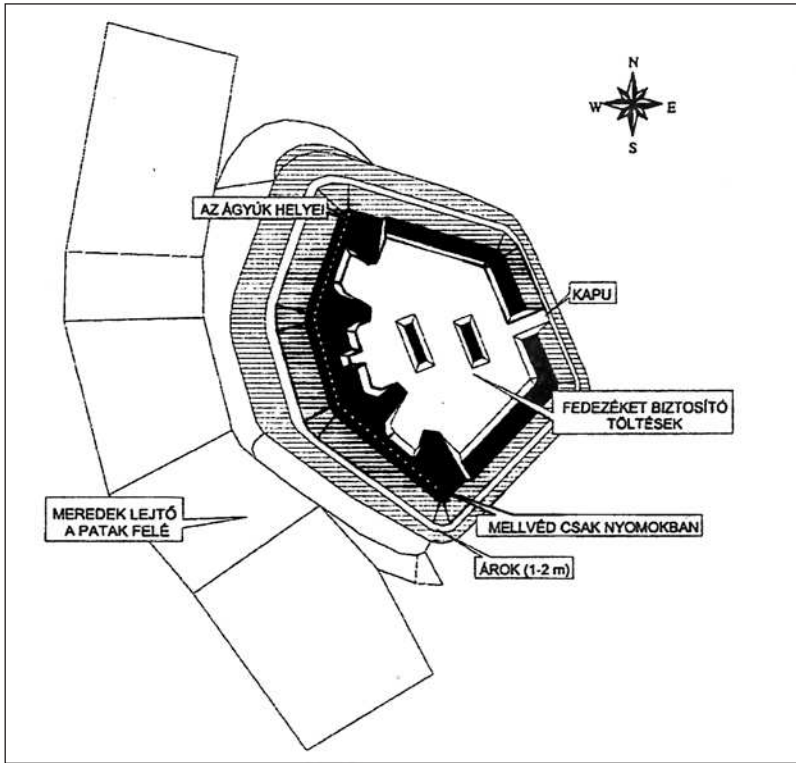 N
W E
S
AZ ÁGYÚK HELYEI
KAPU
FEDEZÉKET BIZTOSÍTÓ
TÖLTÉSEK
MEREDEK LEJTŐ
A PATAK FELÉ
MELLVÉD CSAK NYOMOKBAN
ÁROK (1-2 m)